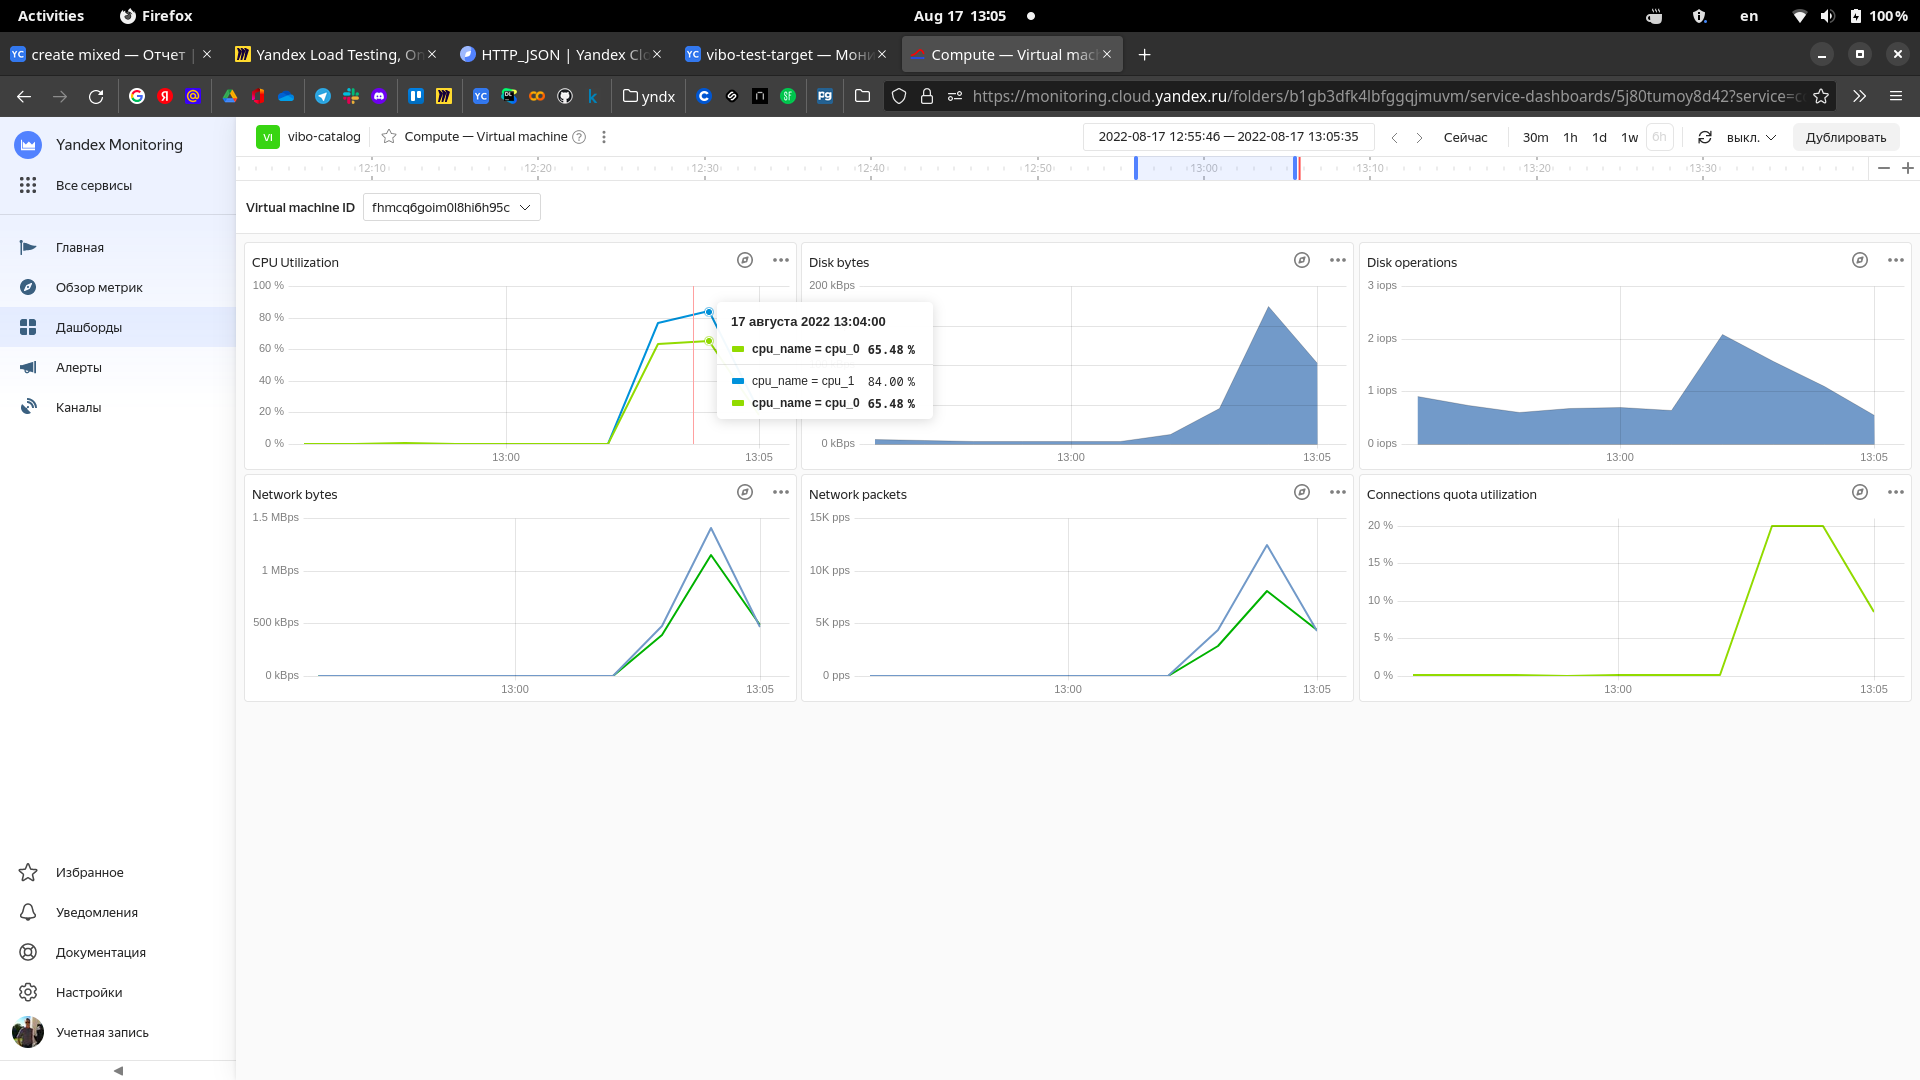 Activities Firefox Aug 17 13:05 en 100 %
create mixed — Отчет | Yandex Load Testing, On HTTP_JSON | Yandex Clo vibo-test-target — Мони Compute — Virtual mac
yndx https://monitoring.cloud.yandex.ru/folders/b1gb3dfk4lbfggqjmuvm/service-dashboards/5j80tumoy8d42?service=c
Yandex Monitoring
Все сервисы
Главная
Обзор метрик
Дашборды
Алерты
Каналы
Избранное
Уведомления
Документация
Настройки
Учетная запись
VI vibo-catalog Compute — Virtual machine 2022-08-17 12:55:46 — 2022-08-17 13:05:35 Сейчас 30m 1h 1d 1w 6h выкл. Дублировать
12:10 12:20 12:30 12:40 12:50 13:00 13:10 13:20 13:30
Virtual machine ID fhmcq6goim0l8hi6h95c
CPU Utilization
100 %
80 %
60 %
40 %
20 %
0 %
13:00 13:05
17 августа 2022 13:04:00
cpu_name = cpu_0 65.48 %
cpu_name = cpu_1 84.00 %
cpu_name = cpu_0 65.48 %
Disk bytes
200 kBps
0 kBps
13:00 13:05
Disk operations
3 iops
2 iops
1 iops
0 iops
13:00 13:05
Network bytes
1.5 MBps
1 MBps
500 kBps
0 kBps
13:00 13:05
Network packets
15K pps
10K pps
5K pps
0 pps
13:00 13:05
Connections quota utilization
20 %
15 %
10 %
5 %
0 %
13:00 13:05